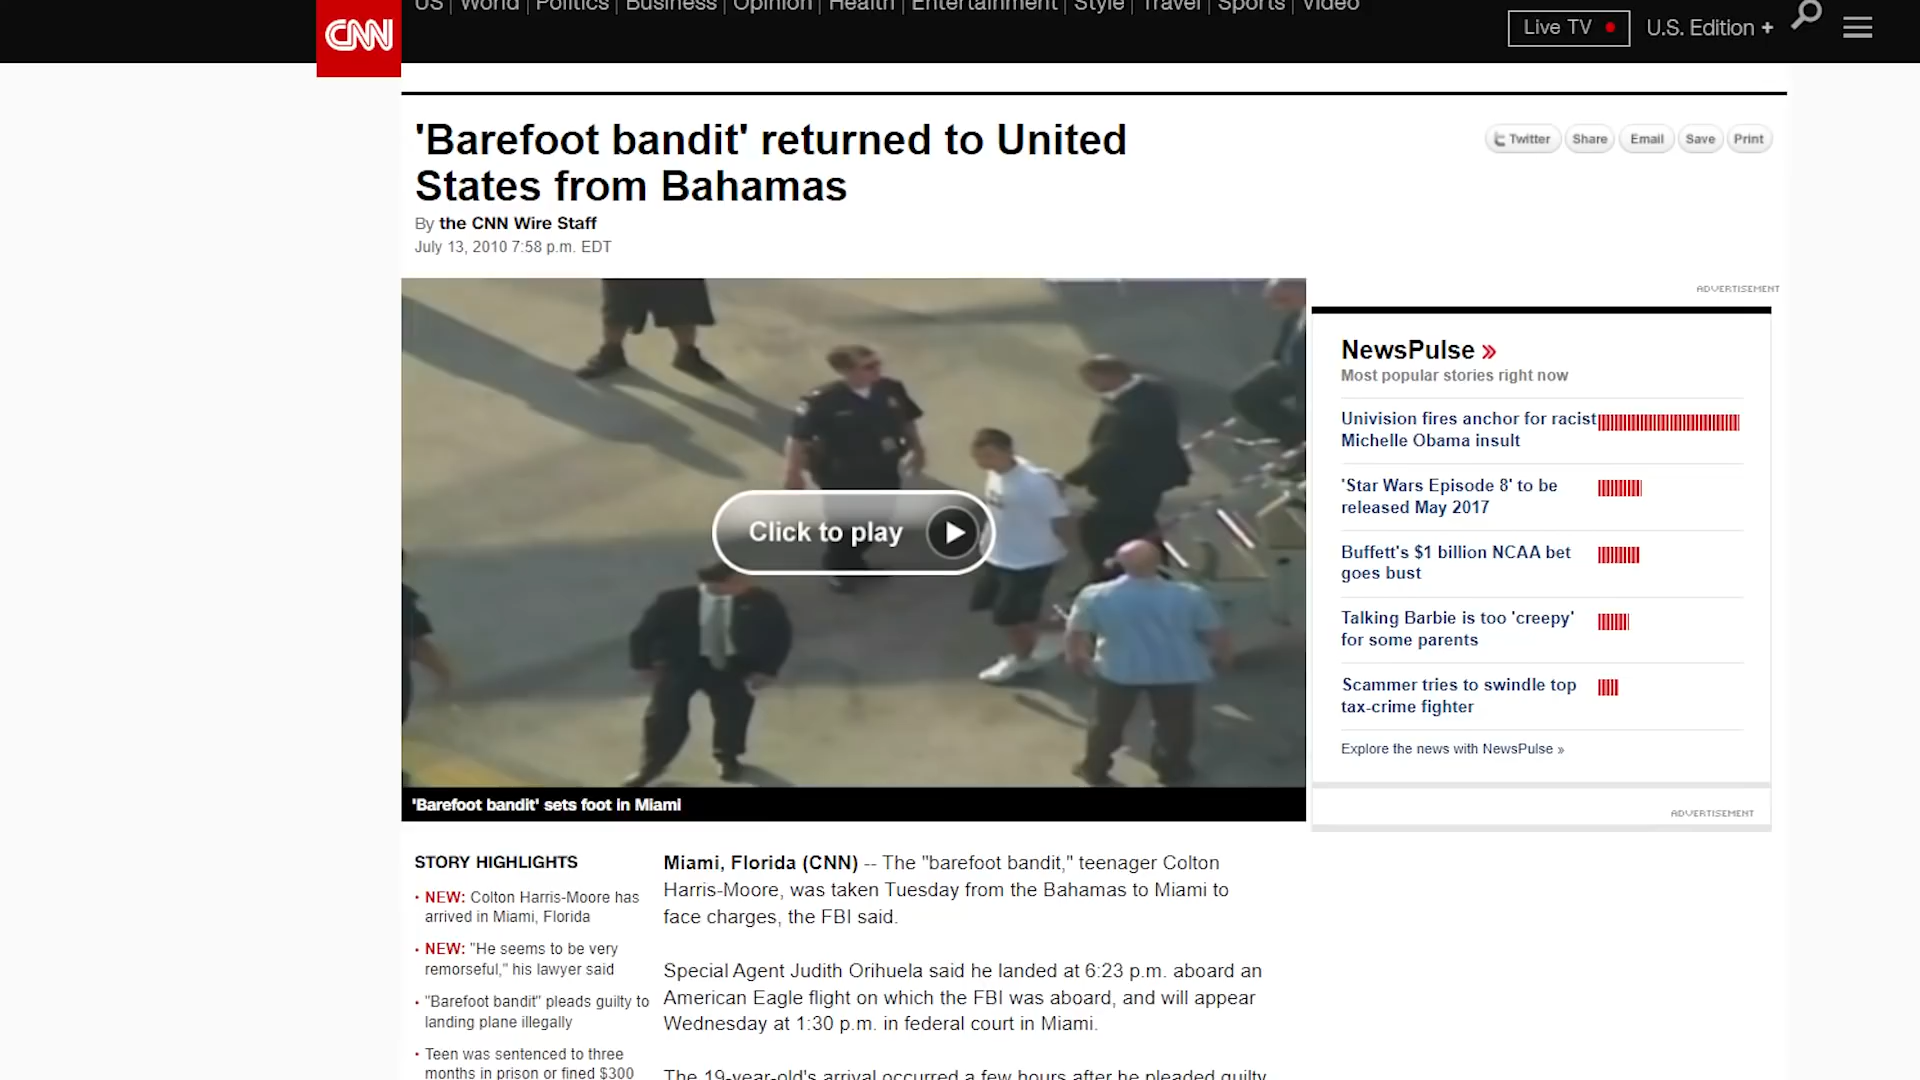 US | World | Politics | Business | Opinion | Health | Entertainment | Style | Travel | Sports | Video
CNN
Live TV
U.S. Edition +
'Barefoot bandit' returned to United
States from Bahamas
By the CNN Wire Staff
July 13, 2010 7:58 p.m. EDT
Twitter
Share
Email
Save
Print
Click to play
'Barefoot bandit' sets foot in Miami
ADVERTISEMENT
NewsPulse »
Most popular stories right now
Univision fires anchor for racist
Michelle Obama insult
'Star Wars Episode 8' to be
released May 2017
Buffett's $1 billion NCAA bet
goes bust
Talking Barbie is too 'creepy'
for some parents
Scammer tries to swindle top
tax-crime fighter
Explore the news with NewsPulse »
ADVERTISEMENT
STORY HIGHLIGHTS
• NEW: Colton Harris-Moore has
arrived in Miami, Florida
• NEW: "He seems to be very
remorseful," his lawyer said
• "Barefoot bandit" pleads guilty to
landing plane illegally
• Teen was sentenced to three
months in prison or fined $300
Miami, Florida (CNN) -- The "barefoot bandit," teenager Colton
Harris-Moore, was taken Tuesday from the Bahamas to Miami to
face charges, the FBI said.
Special Agent Judith Orihuela said he landed at 6:23 p.m. aboard an
American Eagle flight on which the FBI was aboard, and will appear
Wednesday at 1:30 p.m. in federal court in Miami.
The 19-year-old's arrival occurred a few hours after he pleaded guilty